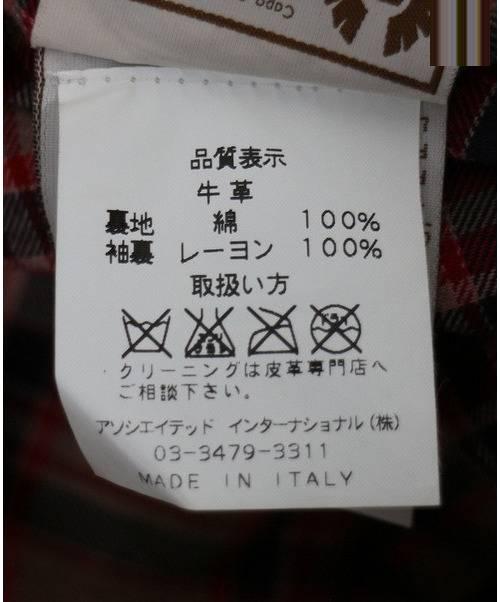 品質表示
牛革
裏地 綿 100%
袖裏 レーヨン 100%
取扱い方
クリーニングは皮革専門店へ
ご相談下さい。
アソシエイテッド インターナショナル(株)
03-3479-3311
MADE IN ITALY